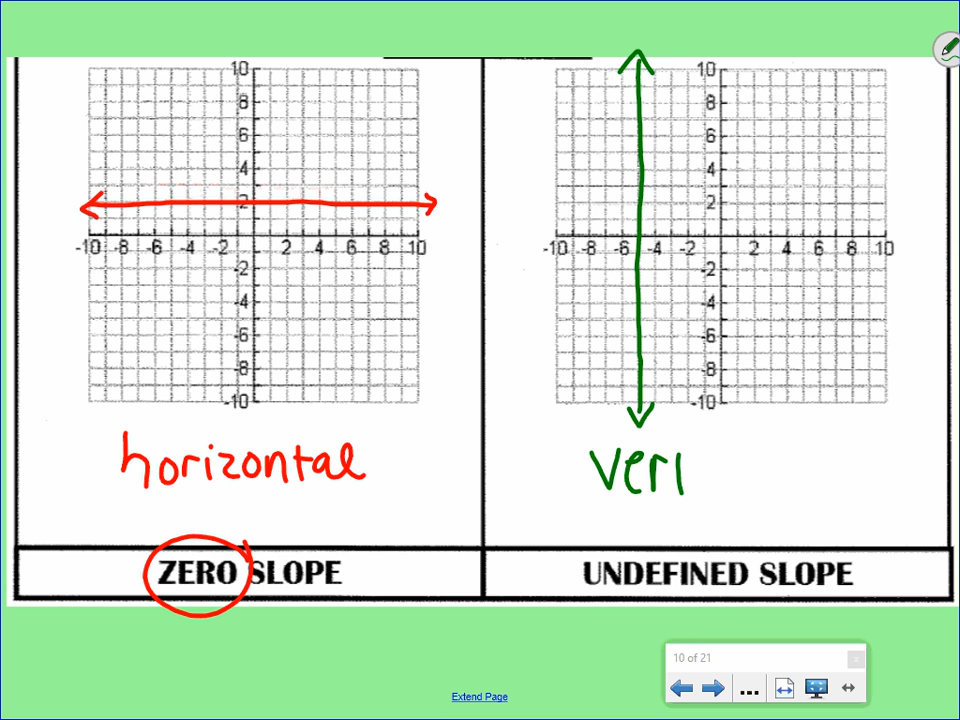 10 10
8 8
6 6
4 4
2 2
-10 -8 -6 -4 -2 2 4 6 8 10 -10 -8 -6 -4 -2 2 4 6 8 10
-2 -2
-4 -4
-6 -6
-8 -8
-10 -10
horizontal ver
ZERO SLOPE UNDEFINED SLOPE
10 of 21
...
Extend Page